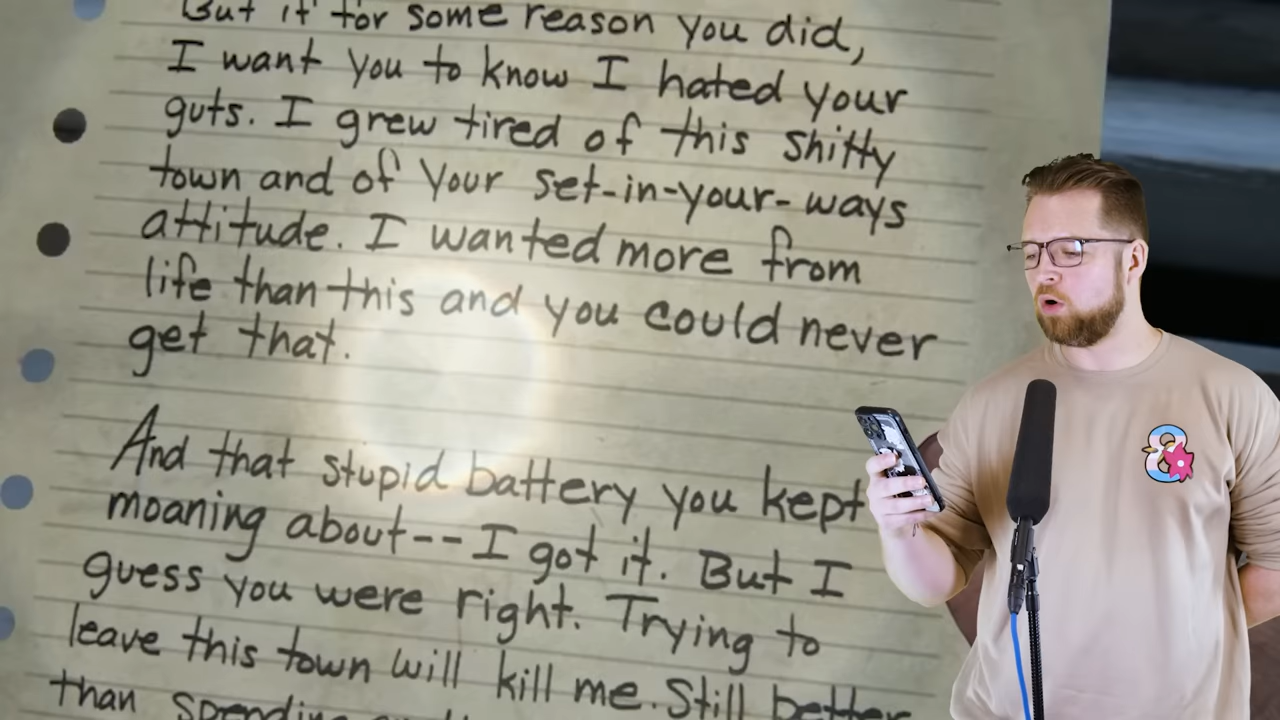 But if for some reason you did,
I want you to know I hated your
guts. I grew tired of this shitty
town and of your set-in-your-ways
attitude. I wanted more from
life than this and you could never
get that.
And that stupid battery you kept
moaning about--I got it. But I
guess you were right. Trying to
leave this town will kill me. Still better
than spending
8